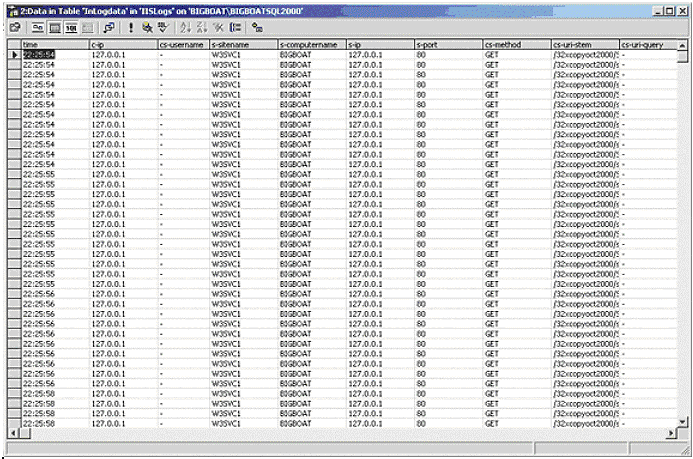 2:Data in Table 'InLogdata' in 'IISLogs' on 'BIGBOAT\BIGBOATSQL2000'
SQL
time c-ip cs-username s-sitename s-computername s-ip s-port cs-method cs-uri-stem cs-uri-query
22:25:54 127.0.0.1 - W3SVC1 BIGBOAT 127.0.0.1 80 GET /32xcopyoct2000/s -
22:25:54 127.0.0.1 - W3SVC1 BIGBOAT 127.0.0.1 80 GET /32xcopyoct2000/s -
22:25:54 127.0.0.1 - W3SVC1 BIGBOAT 127.0.0.1 80 GET /32xcopyoct2000/s -
22:25:54 127.0.0.1 - W3SVC1 BIGBOAT 127.0.0.1 80 GET /32xcopyoct2000/s -
22:25:54 127.0.0.1 - W3SVC1 BIGBOAT 127.0.0.1 80 GET /32xcopyoct2000/s -
22:25:54 127.0.0.1 - W3SVC1 BIGBOAT 127.0.0.1 80 GET /32xcopyoct2000/s -
22:25:54 127.0.0.1 - W3SVC1 BIGBOAT 127.0.0.1 80 GET /32xcopyoct2000/s -
22:25:54 127.0.0.1 - W3SVC1 BIGBOAT 127.0.0.1 80 GET /32xcopyoct2000/s -
22:25:54 127.0.0.1 - W3SVC1 BIGBOAT 127.0.0.1 80 GET /32xcopyoct2000/s -
22:25:54 127.0.0.1 - W3SVC1 BIGBOAT 127.0.0.1 80 GET /32xcopyoct2000/s -
22:25:54 127.0.0.1 - W3SVC1 BIGBOAT 127.0.0.1 80 GET /32xcopyoct2000/s -
22:25:54 127.0.0.1 - W3SVC1 BIGBOAT 127.0.0.1 80 GET /32xcopyoct2000/s -
22:25:55 127.0.0.1 - W3SVC1 BIGBOAT 127.0.0.1 80 GET /32xcopyoct2000/s -
22:25:55 127.0.0.1 - W3SVC1 BIGBOAT 127.0.0.1 80 GET /32xcopyoct2000/s -
22:25:55 127.0.0.1 - W3SVC1 BIGBOAT 127.0.0.1 80 GET /32xcopyoct2000/s -
22:25:55 127.0.0.1 - W3SVC1 BIGBOAT 127.0.0.1 80 GET /32xcopyoct2000/s -
22:25:55 127.0.0.1 - W3SVC1 BIGBOAT 127.0.0.1 80 GET /32xcopyoct2000/s -
22:25:55 127.0.0.1 - W3SVC1 BIGBOAT 127.0.0.1 80 GET /32xcopyoct2000/s -
22:25:55 127.0.0.1 - W3SVC1 BIGBOAT 127.0.0.1 80 GET /32xcopyoct2000/s -
22:25:55 127.0.0.1 - W3SVC1 BIGBOAT 127.0.0.1 80 GET /32xcopyoct2000/s -
22:25:55 127.0.0.1 - W3SVC1 BIGBOAT 127.0.0.1 80 GET /32xcopyoct2000/s -
22:25:55 127.0.0.1 - W3SVC1 BIGBOAT 127.0.0.1 80 GET /32xcopyoct2000/s -
22:25:55 127.0.0.1 - W3SVC1 BIGBOAT 127.0.0.1 80 GET /32xcopyoct2000/s -
22:25:55 127.0.0.1 - W3SVC1 BIGBOAT 127.0.0.1 80 GET /32xcopyoct2000/s -
22:25:56 127.0.0.1 - W3SVC1 BIGBOAT 127.0.0.1 80 GET /32xcopyoct2000/s -
22:25:56 127.0.0.1 - W3SVC1 BIGBOAT 127.0.0.1 80 GET /32xcopyoct2000/s -
22:25:56 127.0.0.1 - W3SVC1 BIGBOAT 127.0.0.1 80 GET /32xcopyoct2000/s -
22:25:56 127.0.0.1 - W3SVC1 BIGBOAT 127.0.0.1 80 GET /32xcopyoct2000/s -
22:25:56 127.0.0.1 - W3SVC1 BIGBOAT 127.0.0.1 80 GET /32xcopyoct2000/s -
22:25:56 127.0.0.1 - W3SVC1 BIGBOAT 127.0.0.1 80 GET /32xcopyoct2000/s -
22:25:56 127.0.0.1 - W3SVC1 BIGBOAT 127.0.0.1 80 GET /32xcopyoct2000/s -
22:25:56 127.0.0.1 - W3SVC1 BIGBOAT 127.0.0.1 80 GET /32xcopyoct2000/s -
22:25:56 127.0.0.1 - W3SVC1 BIGBOAT 127.0.0.1 80 GET /32xcopyoct2000/s -
22:25:56 127.0.0.1 - W3SVC1 BIGBOAT 127.0.0.1 80 GET /32xcopyoct2000/s -
22:25:58 127.0.0.1 - W3SVC1 BIGBOAT 127.0.0.1 80 GET /32xcopyoct2000/s -
22:25:58 127.0.0.1 - W3SVC1 BIGBOAT 127.0.0.1 80 GET /32xcopyoct2000/s -
22:25:58 127.0.0.1 - W3SVC1 BIGBOAT 127.0.0.1 80 GET /32xcopyoct2000/s -
22:25:58 127.0.0.1 - W3SVC1 BIGBOAT 127.0.0.1 80 GET /32xcopyoct2000/s -